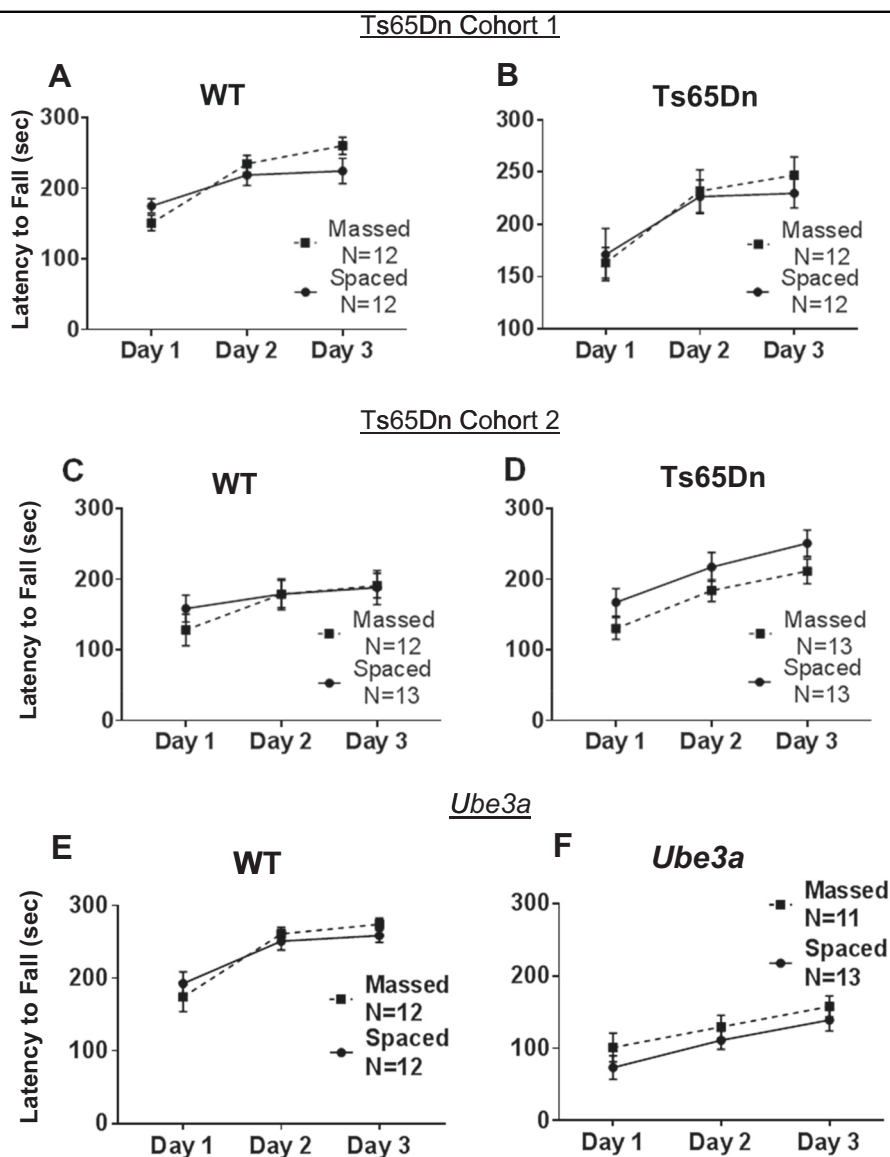 Ts65Dn Cohort 1
A
WT
Latency to Fall (sec)
300
200
100
0
Massed
N=12
Spaced
N=12
Day 1 Day 2 Day 3
B
Ts65Dn
300
250
200
150
100
Massed
N=12
Spaced
N=12
Day 1 Day 2 Day 3
Ts65Dn Cohort 2
C
WT
Latency to Fall (sec)
300
200
100
0
Massed
N=12
Spaced
N=13
Day 1 Day 2 Day 3
D
Ts65Dn
300
200
100
0
Massed
N=13
Spaced
N=13
Day 1 Day 2 Day 3
Ube3a
E
WT
Latency to Fall (sec)
300
200
100
0
Massed
N=12
Spaced
N=12
Day 1 Day 2 Day 3
F
Ube3a
300
200
100
0
Massed
N=11
Spaced
N=13
Day 1 Day 2 Day 3